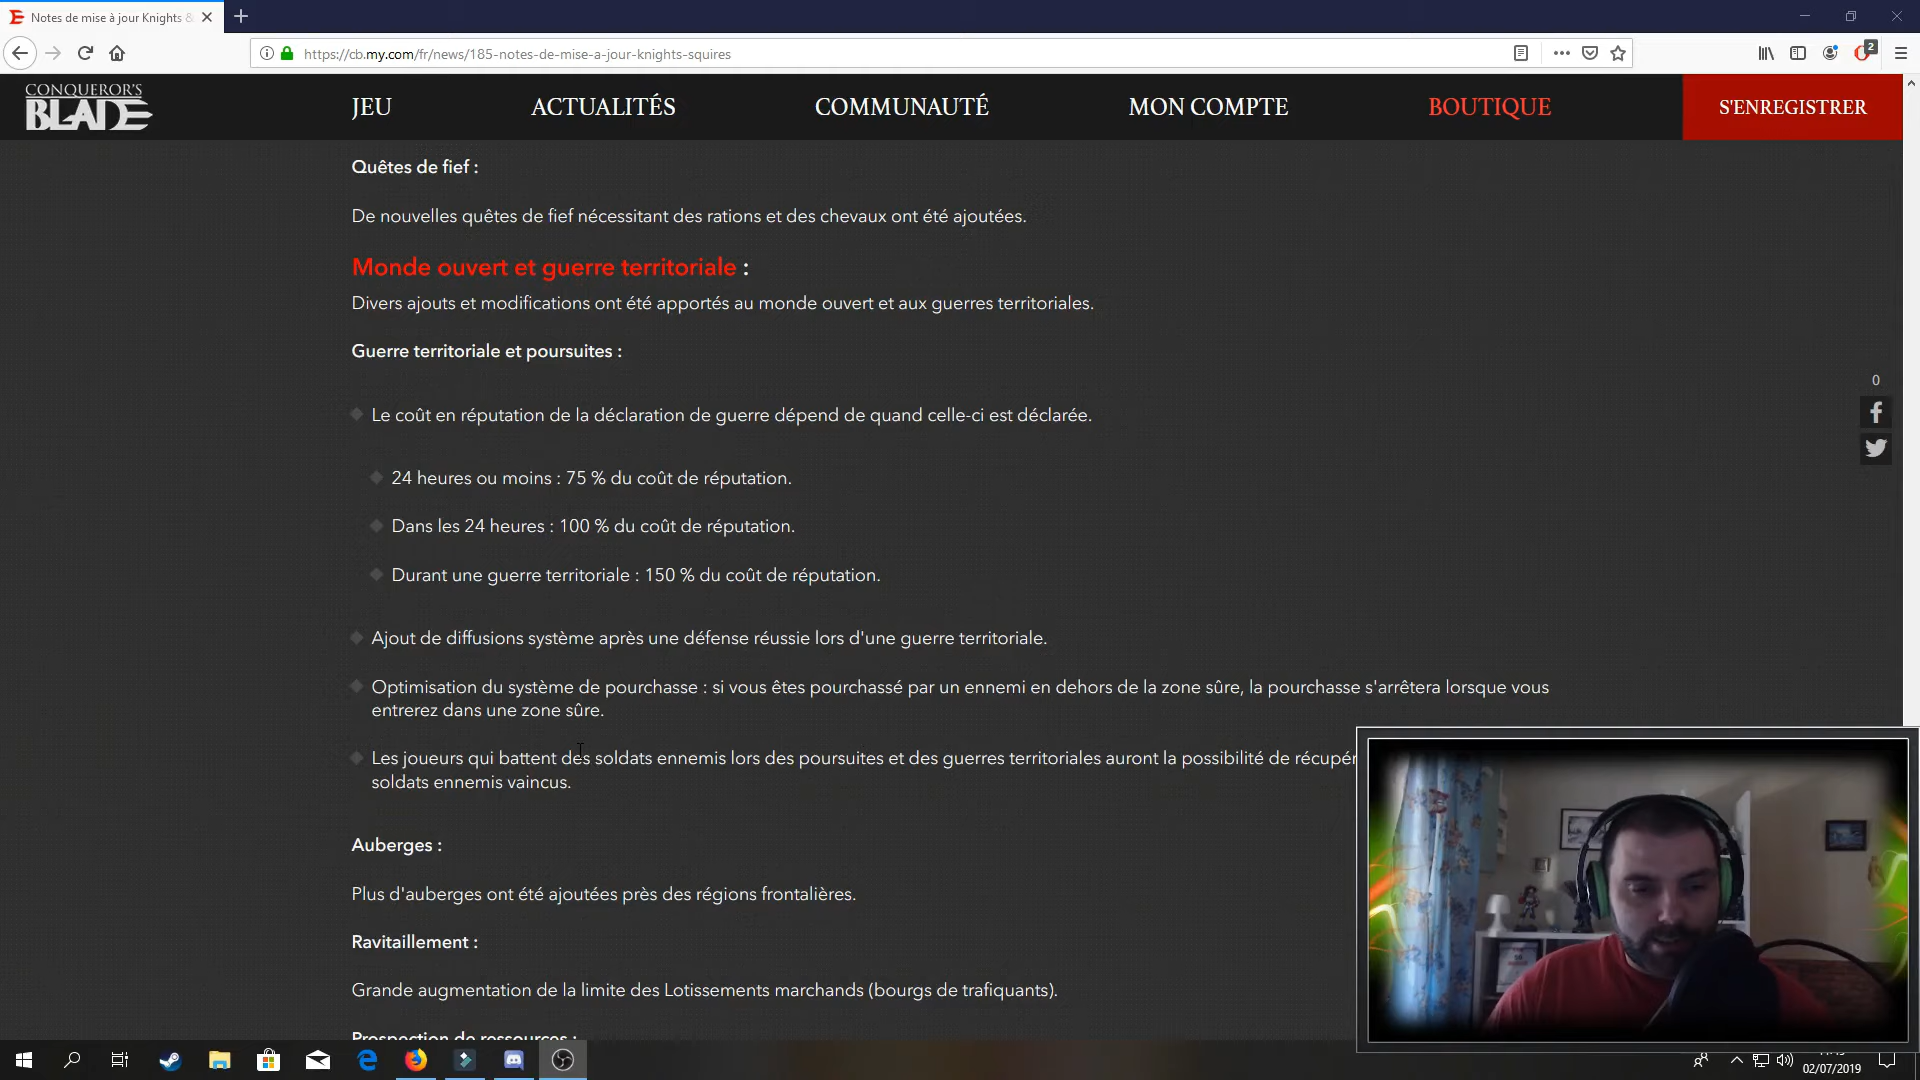 Notes de mise à jour Knights &
https://cb.my.com/fr/news/185-notes-de-mise-a-jour-knights-squires
2
CONQUEROR'S
BLADE
JEU
ACTUALITÉS
COMMUNAUTÉ
MON COMPTE
BOUTIQUE
S'ENREGISTRER
Quêtes de fief :
De nouvelles quêtes de fief nécessitant des rations et des chevaux ont été ajoutées.
Monde ouvert et guerre territoriale :
Divers ajouts et modifications ont été apportés au monde ouvert et aux guerres territoriales.
Guerre territoriale et poursuites :
0
Le coût en réputation de la déclaration de guerre dépend de quand celle-ci est déclarée.
24 heures ou moins : 75 % du coût de réputation.
Dans les 24 heures : 100 % du coût de réputation.
Durant une guerre territoriale : 150 % du coût de réputation.
Ajout de diffusions système après une défense réussie lors d'une guerre territoriale.
Optimisation du système de pourchasse : si vous êtes pourchassé par un ennemi en dehors de la zone sûre, la pourchasse s'arrêtera lorsque vous
entrerez dans une zone sûre.
Les joueurs qui battent des soldats ennemis lors des poursuites et des guerres territoriales auront la possibilité de récupér
soldats ennemis vaincus.
Auberges :
Plus d'auberges ont été ajoutées près des régions frontalières.
Ravitaillement :
Grande augmentation de la limite des Lotissements marchands (bourgs de trafiquants).
Prospection de ressources :
02/07/2019